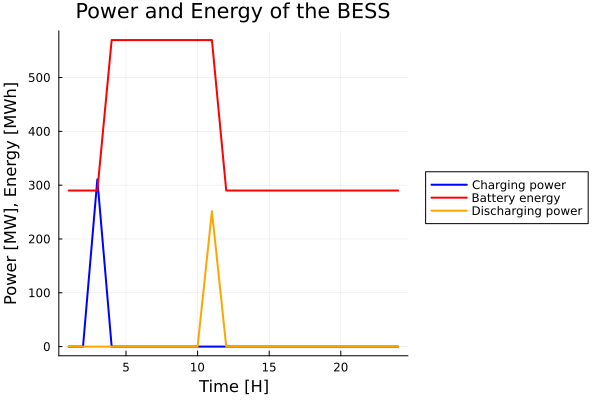 Power and Energy of the BESS
Power [MW], Energy [MWh]
500
400
300
200
100
0
5
10
15
20
Time [H]
Charging power
Battery energy
Discharging power